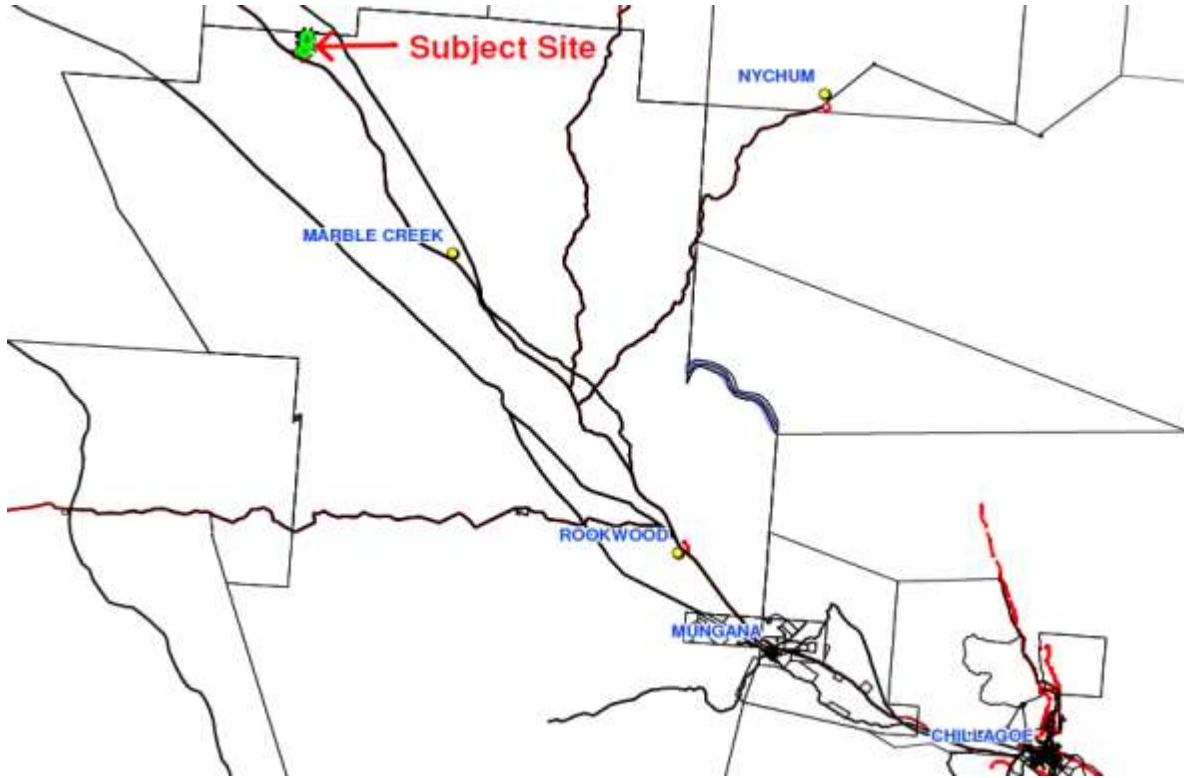 Subject Site
NYCHUM
MARBLE CREEK
ROOKWOOD
MUNGANA
CHILLAGOE